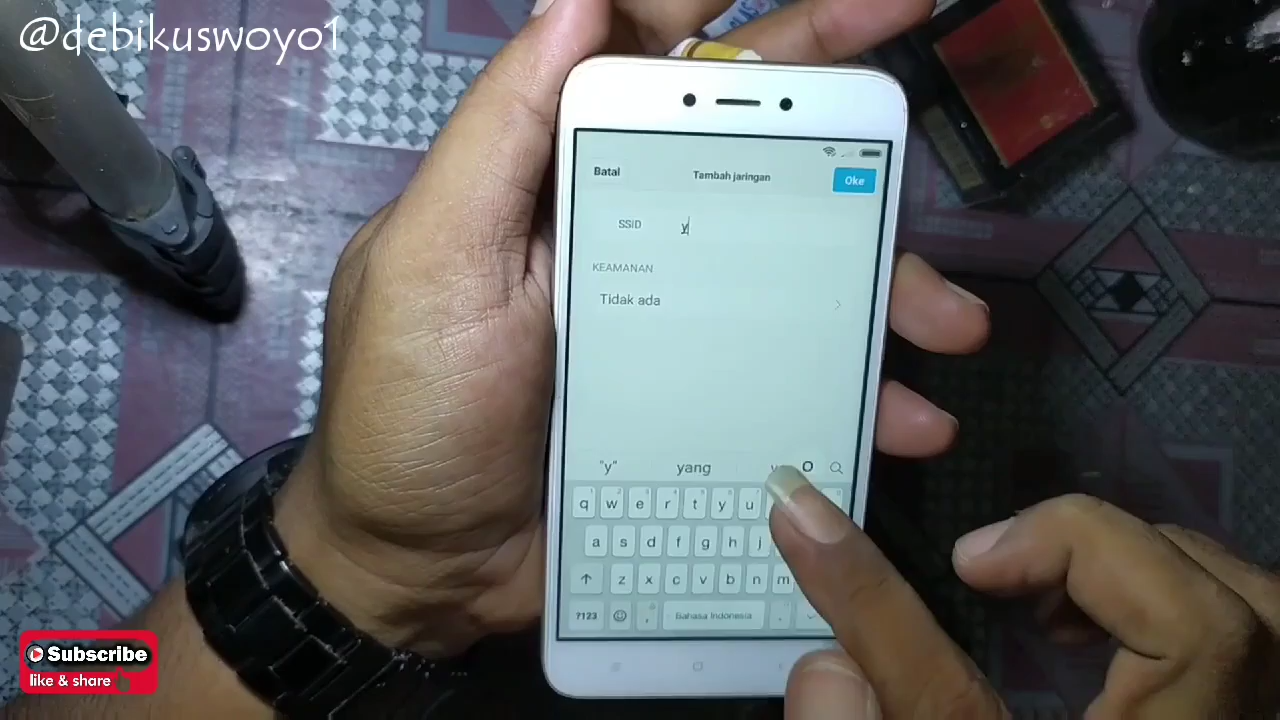 @debikuswoyo1
Batal Tambah jaringan Oke
SSID y
KEAMANAN
Tidak ada
"y" yang
q w e r t y u
a s d f g h j
z x c v b n m
?123 , Bahasa Indonesia .
Subscribe
like & share